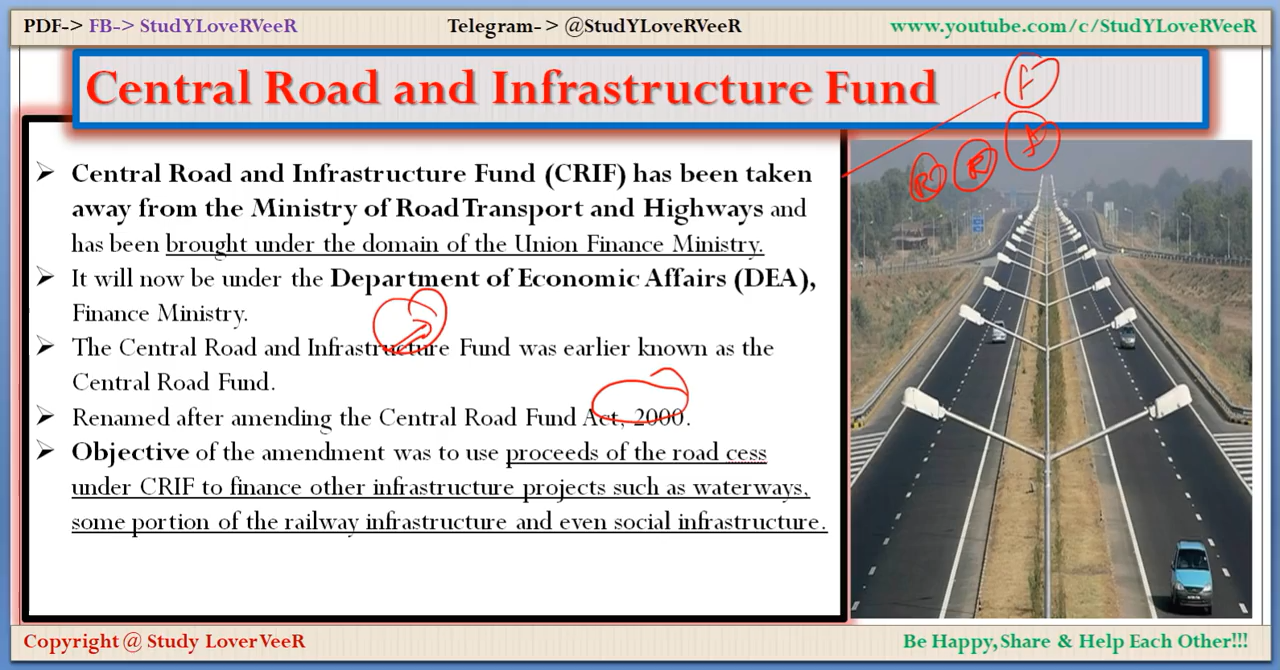 PDF-> FB-> StudYLoveRVeeR Telegram-> @StudYLoveRVeeR www.youtube.com/c/StudYLoveRVeeR
Central Road and Infrastructure Fund
F
R R A
➢ Central Road and Infrastructure Fund (CRIF) has been taken
away from the Ministry of Road Transport and Highways and
has been brought under the domain of the Union Finance Ministry.
➢ It will now be under the Department of Economic Affairs (DEA),
Finance Ministry.
➢ The Central Road and Infrastructure Fund was earlier known as the
Central Road Fund.
➢ Renamed after amending the Central Road Fund Act, 2000.
➢ Objective of the amendment was to use proceeds of the road cess
under CRIF to finance other infrastructure projects such as waterways,
some portion of the railway infrastructure and even social infrastructure.
Copyright @ Study LoverVeeR Be Happy, Share & Help Each Other!!!